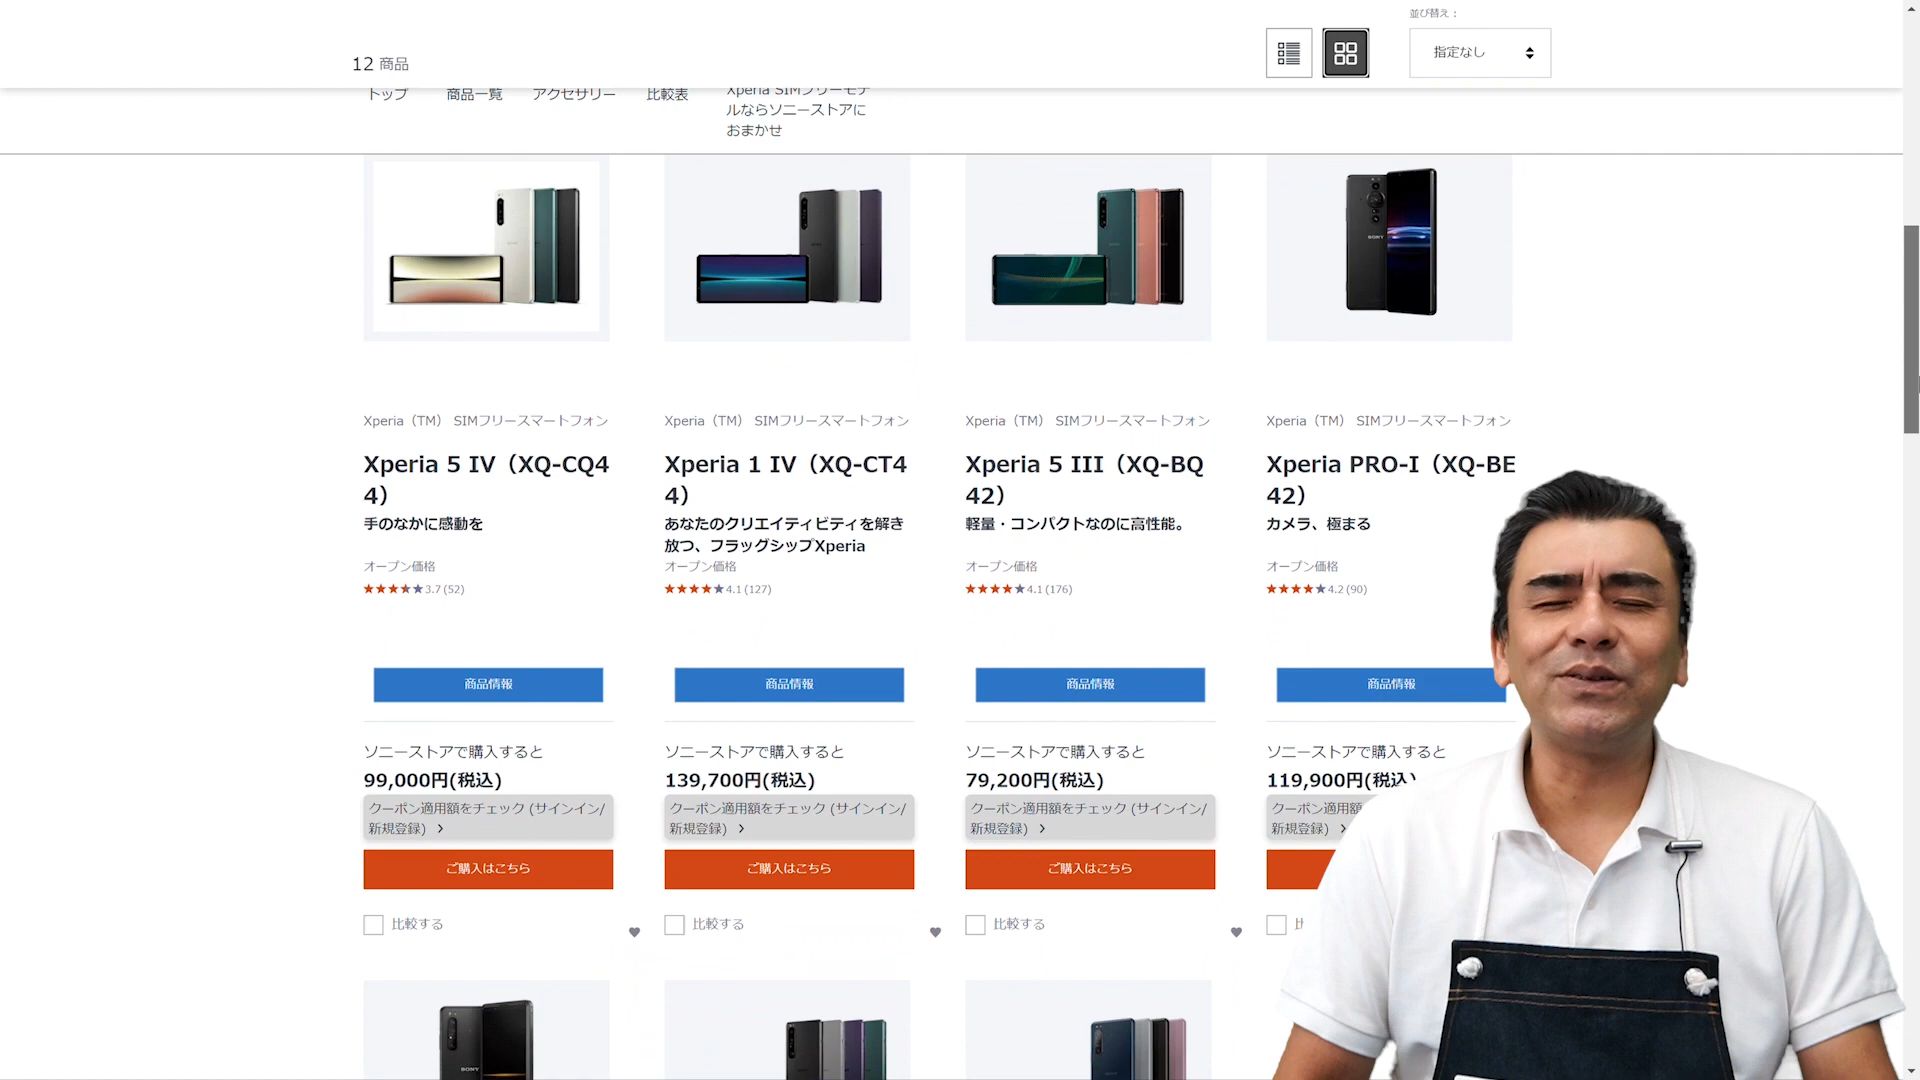 並び替え：
12 商品
指定なし
トップ
商品一覧
アクセサリー
比較表
Xperia SIMフリーモデ
ルならソニーストアに
おまかせ
SONY
Xperia（TM） SIMフリースマートフォン
Xperia 5 IV（XQ-CQ4
4）
手のなかに感動を
オープン価格
★★★★★3.7 (52)
商品情報
ソニーストアで購入すると
99,000円(税込)
クーポン適用額をチェック (サインイン/
新規登録) >
ご購入はこちら
比較する
Xperia（TM） SIMフリースマートフォン
Xperia 1 IV（XQ-CT4
4）
あなたのクリエイティビティを解き
放つ、フラッグシップXperia
オープン価格
★★★★★4.1 (127)
商品情報
ソニーストアで購入すると
139,700円(税込)
クーポン適用額をチェック (サインイン/
新規登録) >
ご購入はこちら
比較する
Xperia（TM） SIMフリースマートフォン
Xperia 5 III（XQ-BQ
42）
軽量・コンパクトなのに高性能。
オープン価格
★★★★★4.1 (176)
商品情報
ソニーストアで購入すると
79,200円(税込)
クーポン適用額をチェック (サインイン/
新規登録) >
ご購入はこちら
比較する
Xperia（TM） SIMフリースマートフォン
Xperia PRO-I（XQ-BE
42）
カメラ、極まる
オープン価格
★★★★★4.2 (90)
商品情報
ソニーストアで購入すると
119,900円(税込)
クーポン適用額
新規登録) >
SONY